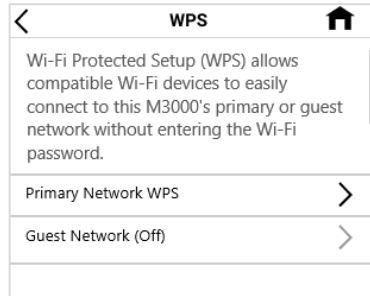 WPS
Wi-Fi Protected Setup (WPS) allows
compatible Wi-Fi devices to easily
connect to this M3000's primary or guest
network without entering the Wi-Fi
password.
Primary Network WPS
Guest Network (Off)